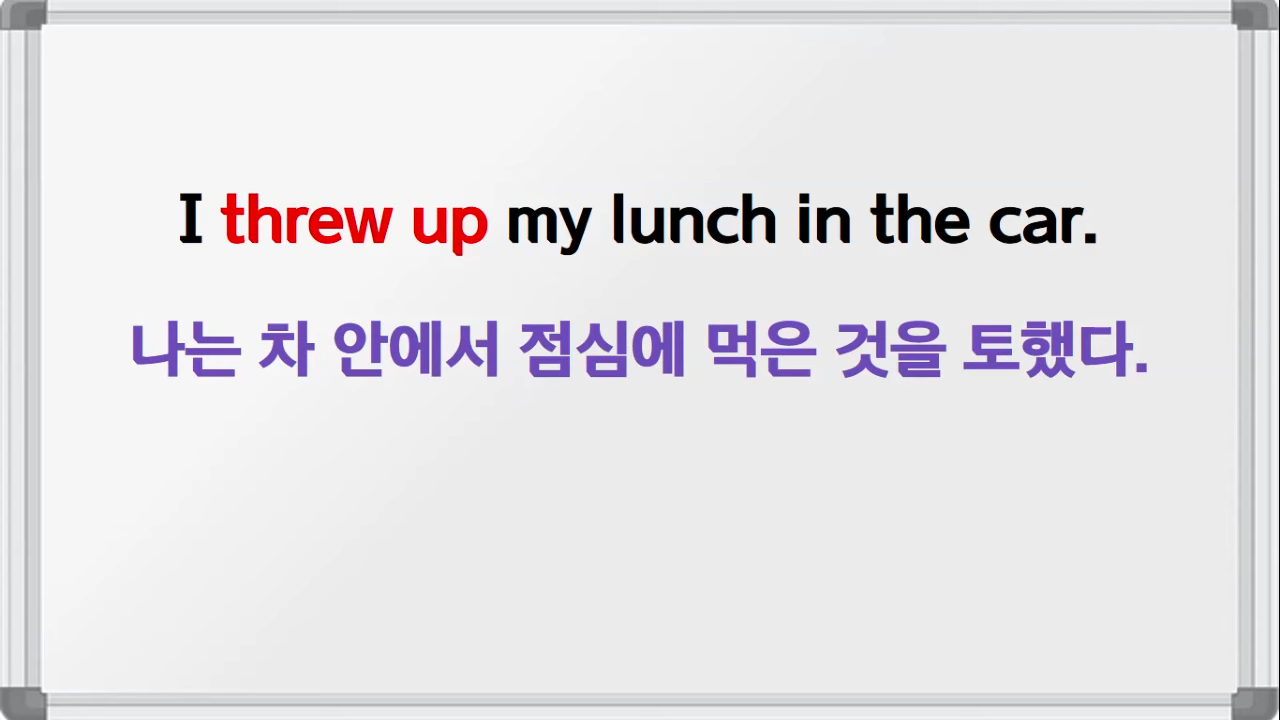 I threw up my lunch in the car.
나는 차 안에서 점심에 먹은 것을 토했다.